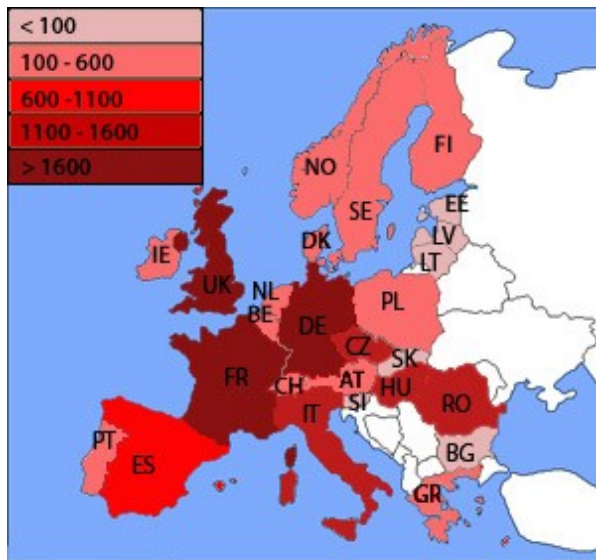 < 100
100 - 600
600 -1100
1100 - 1600
> 1600
FI
NO
SE
EE
LV
DK
LT
IE
UK
NL
BE
PL
DE
CZ
SK
FR
CH
AT
HU
SI
RO
IT
PT
ES
BG
GR